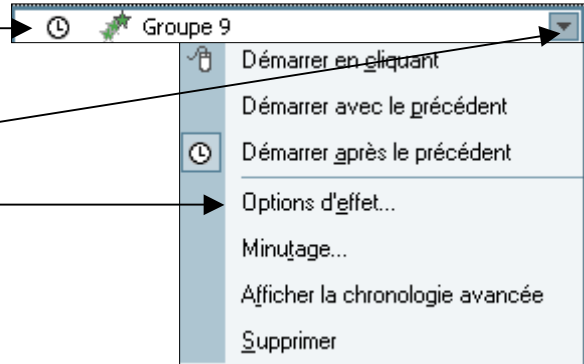 Groupe 9
Démarrer en cliquant
Démarrer avec le précédent
Démarrer après le précédent
Options d'effet...
Minutage...
Afficher la chronologie avancée
Supprimer